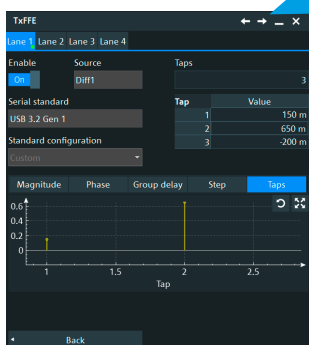 TxFFE
Lane 1 Lane 2 Lane 3 Lane 4
Enable Source Taps
On Diff1 3
Serial standard
USB 3.2 Gen 1
Tap Value
1 150 m
2 650 m
3 -200 m
Standard configuration
Custom
Magnitude Phase Group delay Step Taps
0.6
0.4
0.2
0
1 1.5 2 2.5
Tap
Back